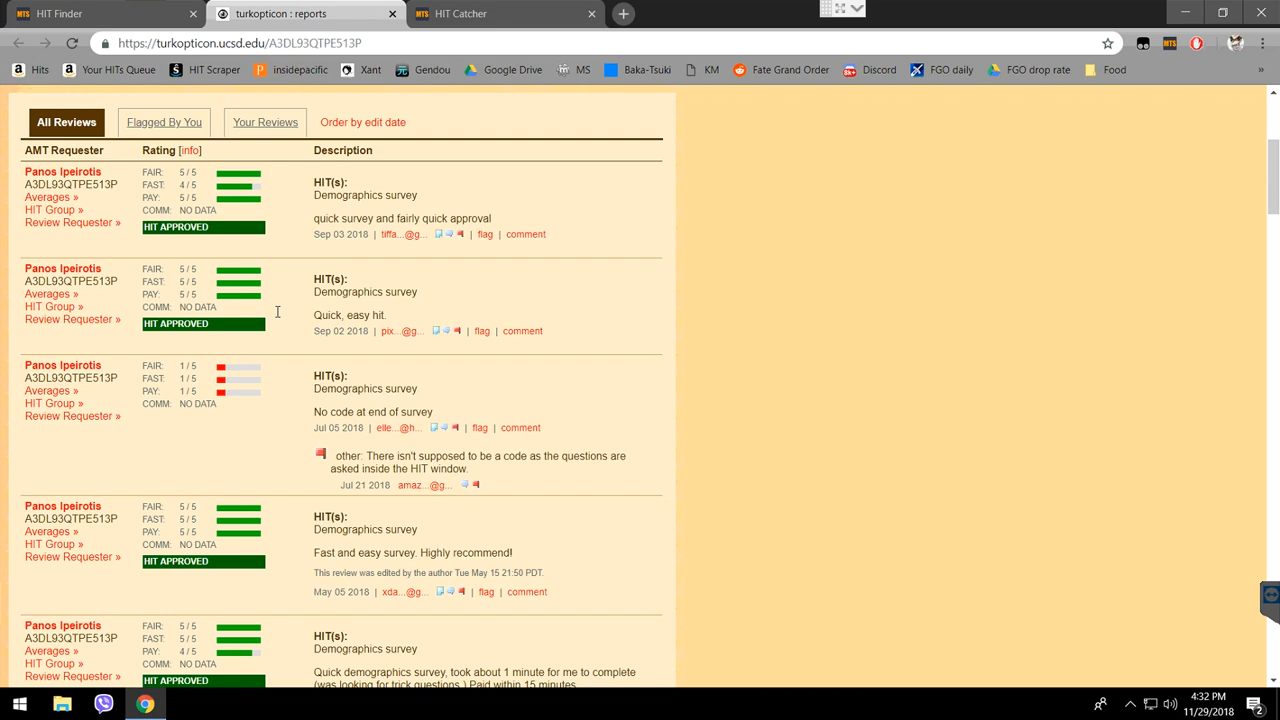 HIT Finder
turkopticon : reports
HIT Catcher
https://turkopticon.ucsd.edu/A3DL93QTPE513P
Hits
Your HITs Queue
HIT Scraper
insidepacific
Xant
Gendou
Google Drive
MS
Baka-Tsuki
KM
Fate Grand Order
Discord
FGO daily
FGO drop rate
Food
All Reviews
Flagged By You
Your Reviews
Order by edit date
AMT Requester
Rating [info]
Description
Panos Ipeirotis
A3DL93QTPE513P
Averages »
HIT Group »
Review Requester »
FAIR: 5 / 5
FAST: 4 / 5
PAY: 5 / 5
COMM: NO DATA
HIT APPROVED
HIT(s):
Demographics survey
quick survey and fairly quick approval
Sep 03 2018 | tiffa...@g... | flag | comment
Panos Ipeirotis
A3DL93QTPE513P
Averages »
HIT Group »
Review Requester »
FAIR: 5 / 5
FAST: 5 / 5
PAY: 5 / 5
COMM: NO DATA
HIT APPROVED
HIT(s):
Demographics survey
Quick, easy hit.
Sep 02 2018 | pix...@g... | flag | comment
Panos Ipeirotis
A3DL93QTPE513P
Averages »
HIT Group »
Review Requester »
FAIR: 1 / 5
FAST: 1 / 5
PAY: 1 / 5
COMM: NO DATA
HIT(s):
Demographics survey
No code at end of survey
Jul 05 2018 | elle...@h... | flag | comment
other: There isn't supposed to be a code as the questions are
asked inside the HIT window.
Jul 21 2018 amaz...@g...
Panos Ipeirotis
A3DL93QTPE513P
Averages »
HIT Group »
Review Requester »
FAIR: 5 / 5
FAST: 5 / 5
PAY: 5 / 5
COMM: NO DATA
HIT APPROVED
HIT(s):
Demographics survey
Fast and easy survey. Highly recommend!
This review was edited by the author Tue May 15 21:50 PDT.
May 05 2018 | xda...@g... | flag | comment
Panos Ipeirotis
A3DL93QTPE513P
Averages »
HIT Group »
Review Requester »
FAIR: 5 / 5
FAST: 5 / 5
PAY: 4 / 5
COMM: NO DATA
HIT APPROVED
HIT(s):
Demographics survey
Quick demographics survey, took about 1 minute for me to complete
(was looking for trick questions.) Paid within 15 minutes
4:32 PM
11/29/2018
2